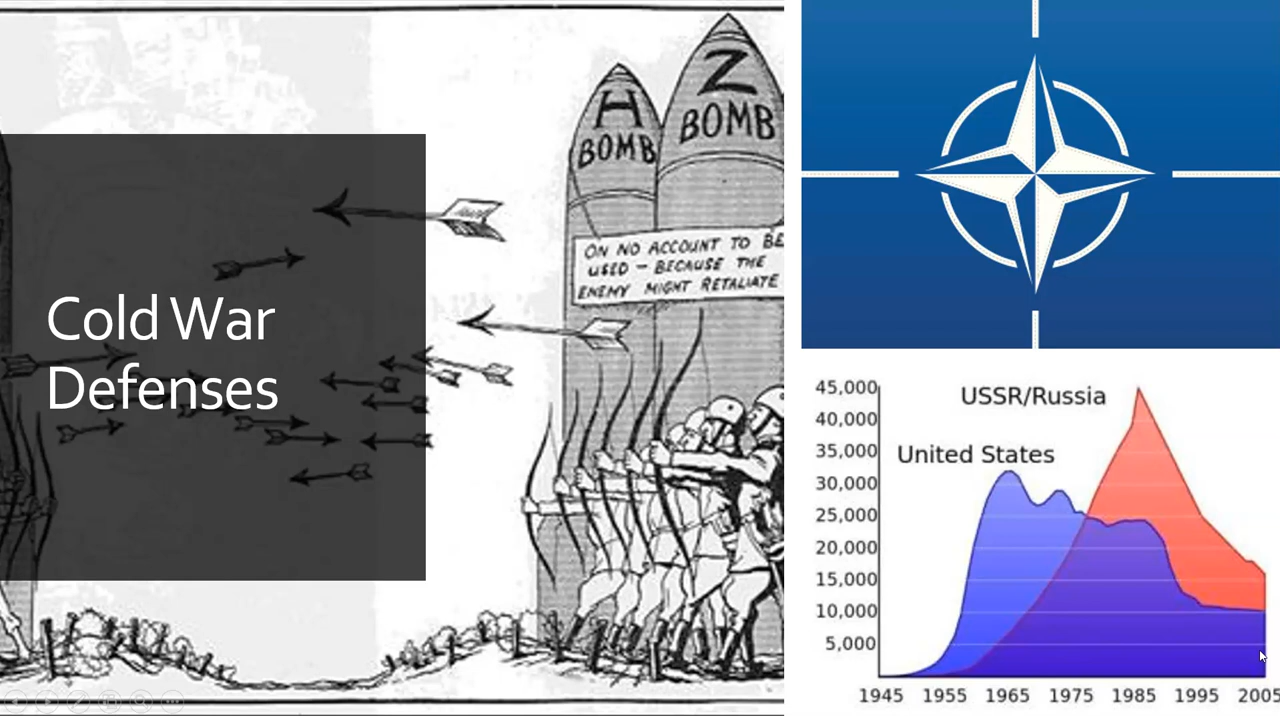 Cold War
Defenses
H
BOMB
Z
BOMB
ON NO ACCOUNT TO BE
USED — BECAUSE THE
ENEMY MIGHT RETALIATE
45,000
40,000
35,000
30,000
25,000
20,000
15,000
10,000
5,000
USSR/Russia
United States
1945 1955 1965 1975 1985 1995 2005